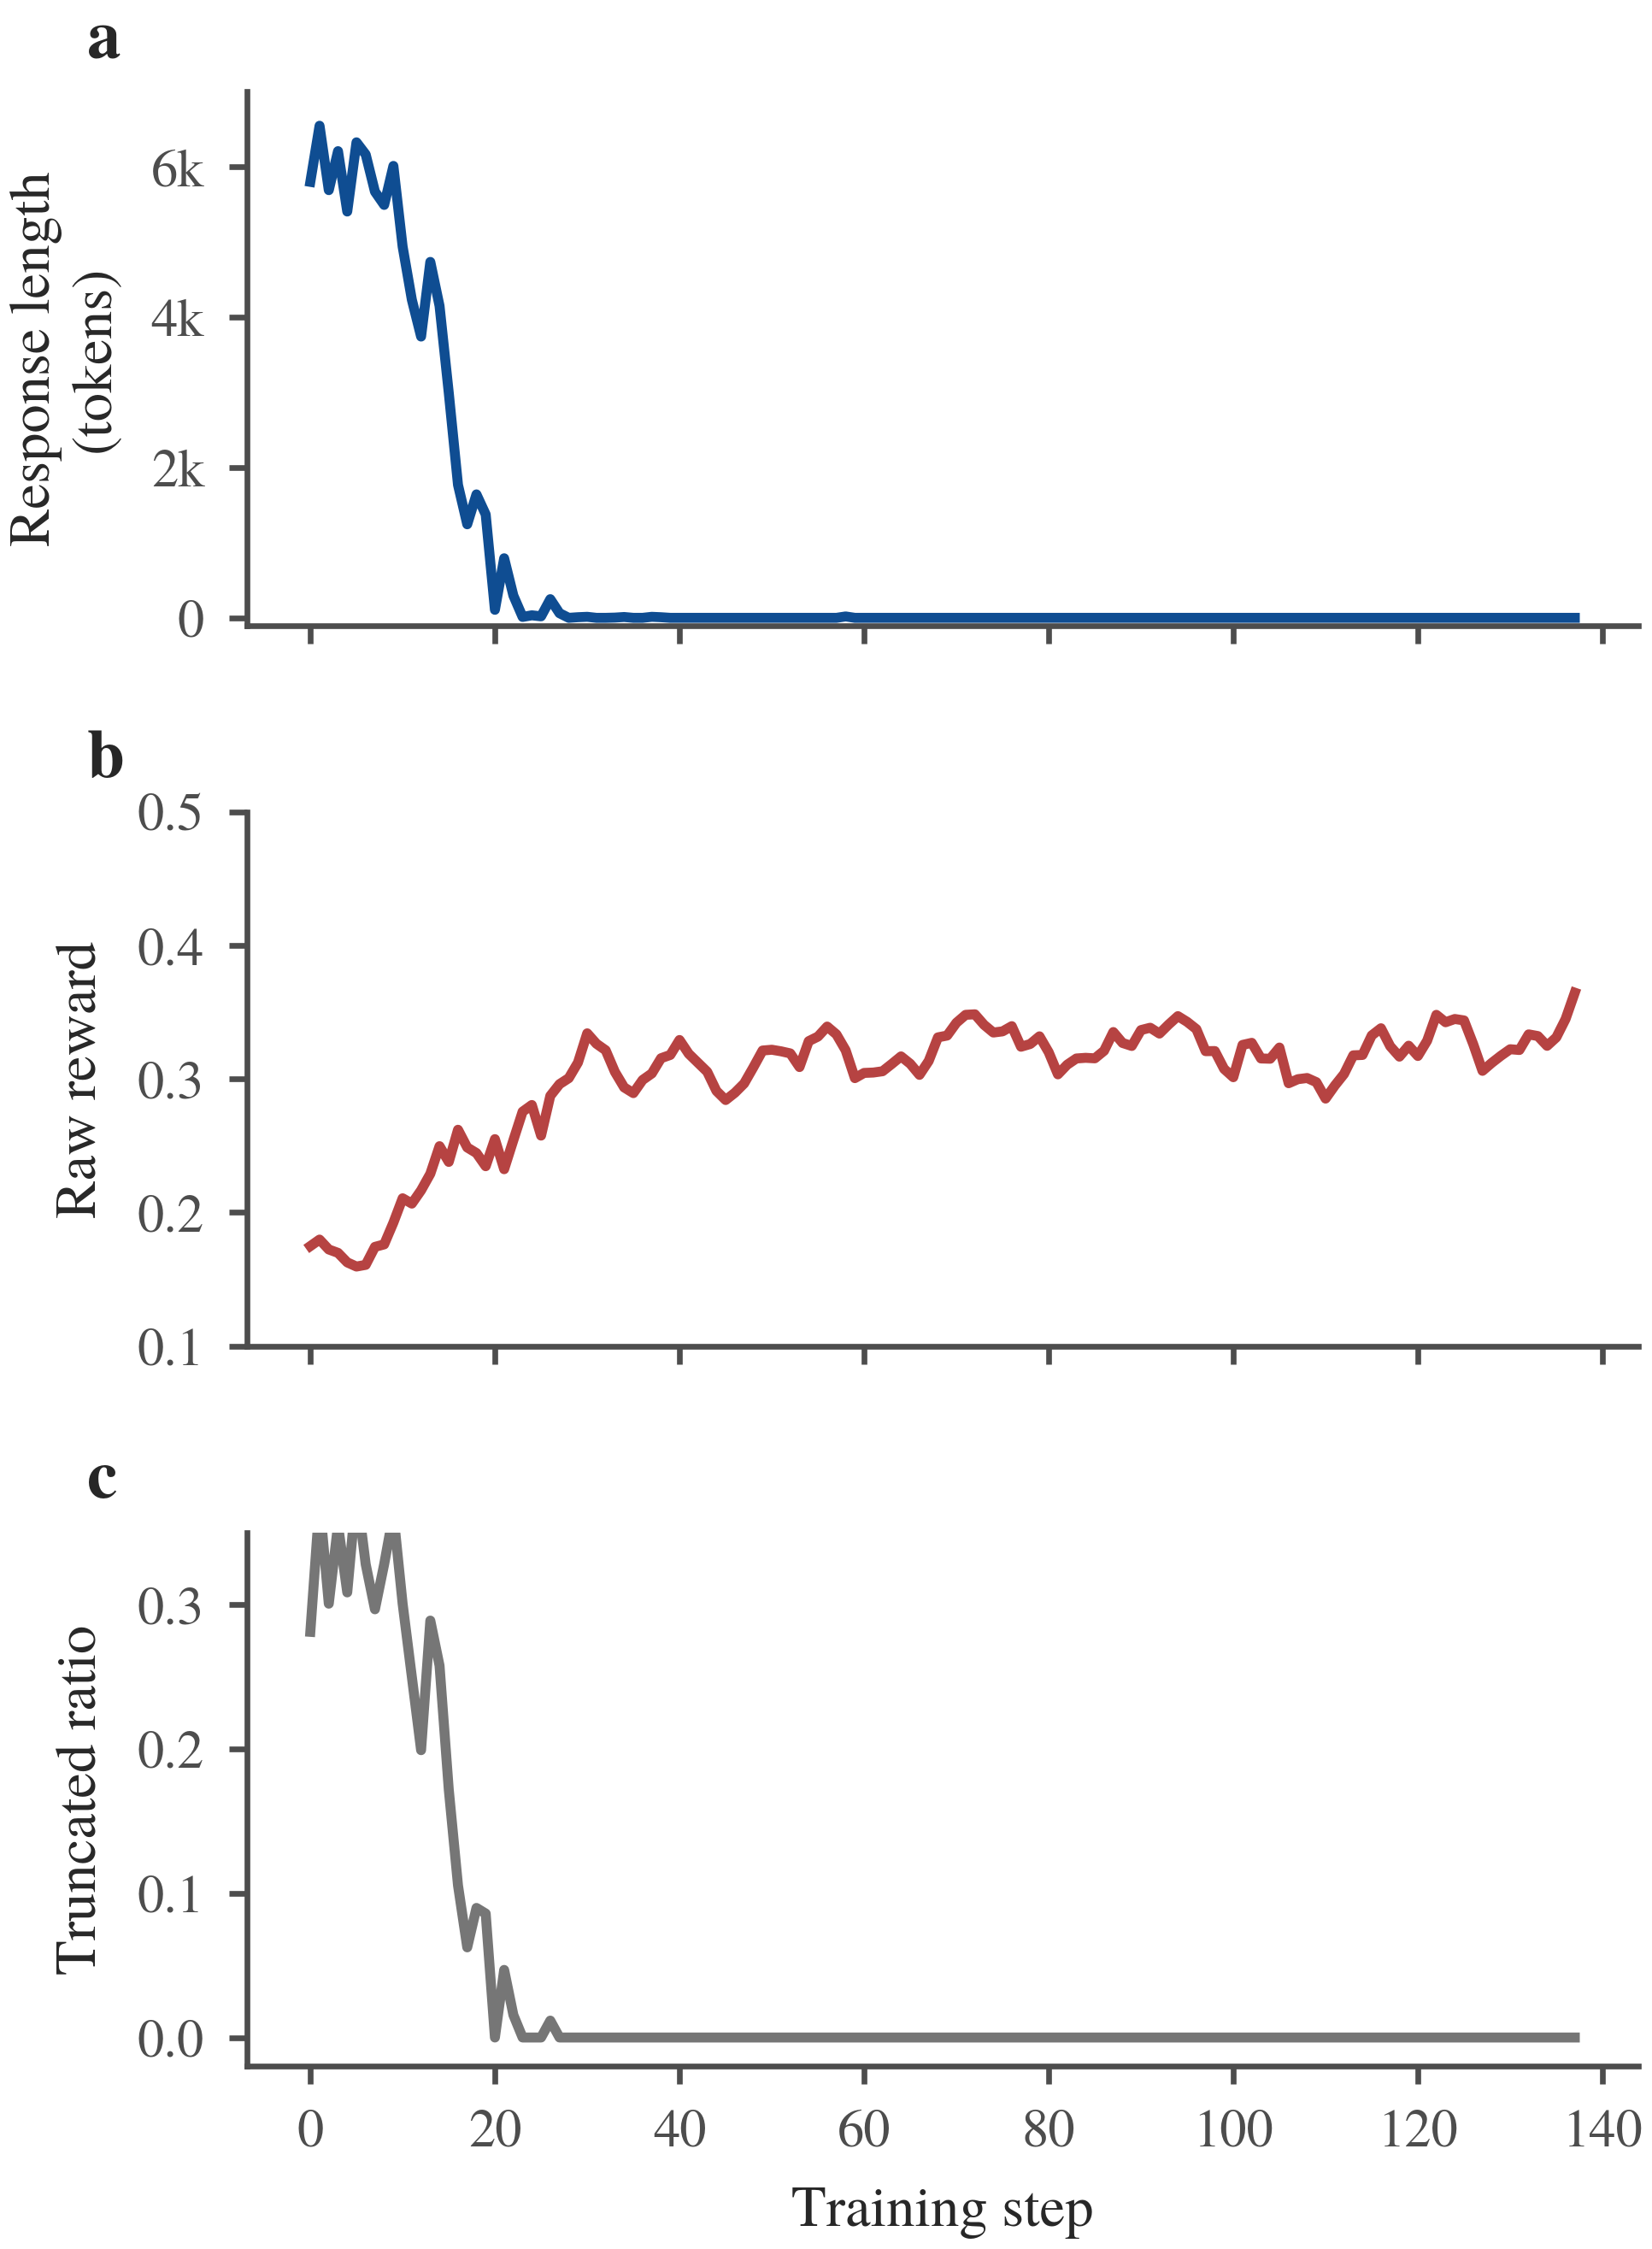 a
Response length
(tokens)
6k
4k
2k
0
b
Raw reward
0.5
0.4
0.3
0.2
0.1
c
Truncated ratio
0.3
0.2
0.1
0.0
0 20 40 60 80 100 120 140
Training step